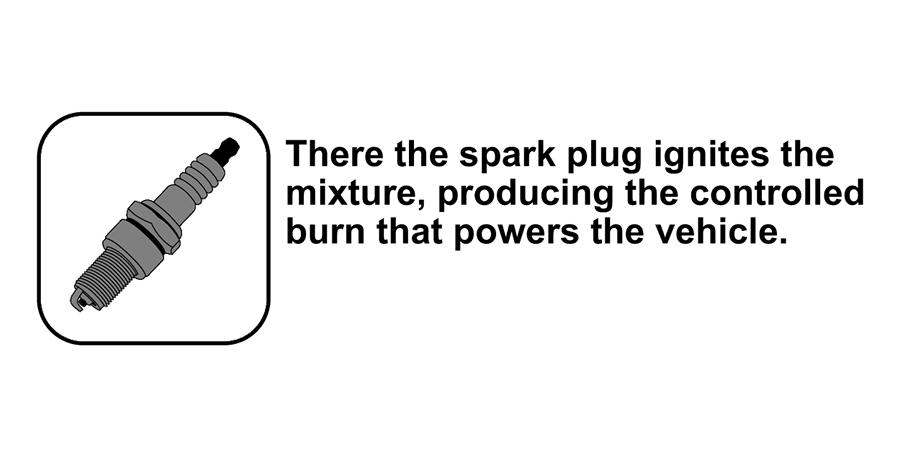 There the spark plug ignites the
mixture, producing the controlled
burn that powers the vehicle.